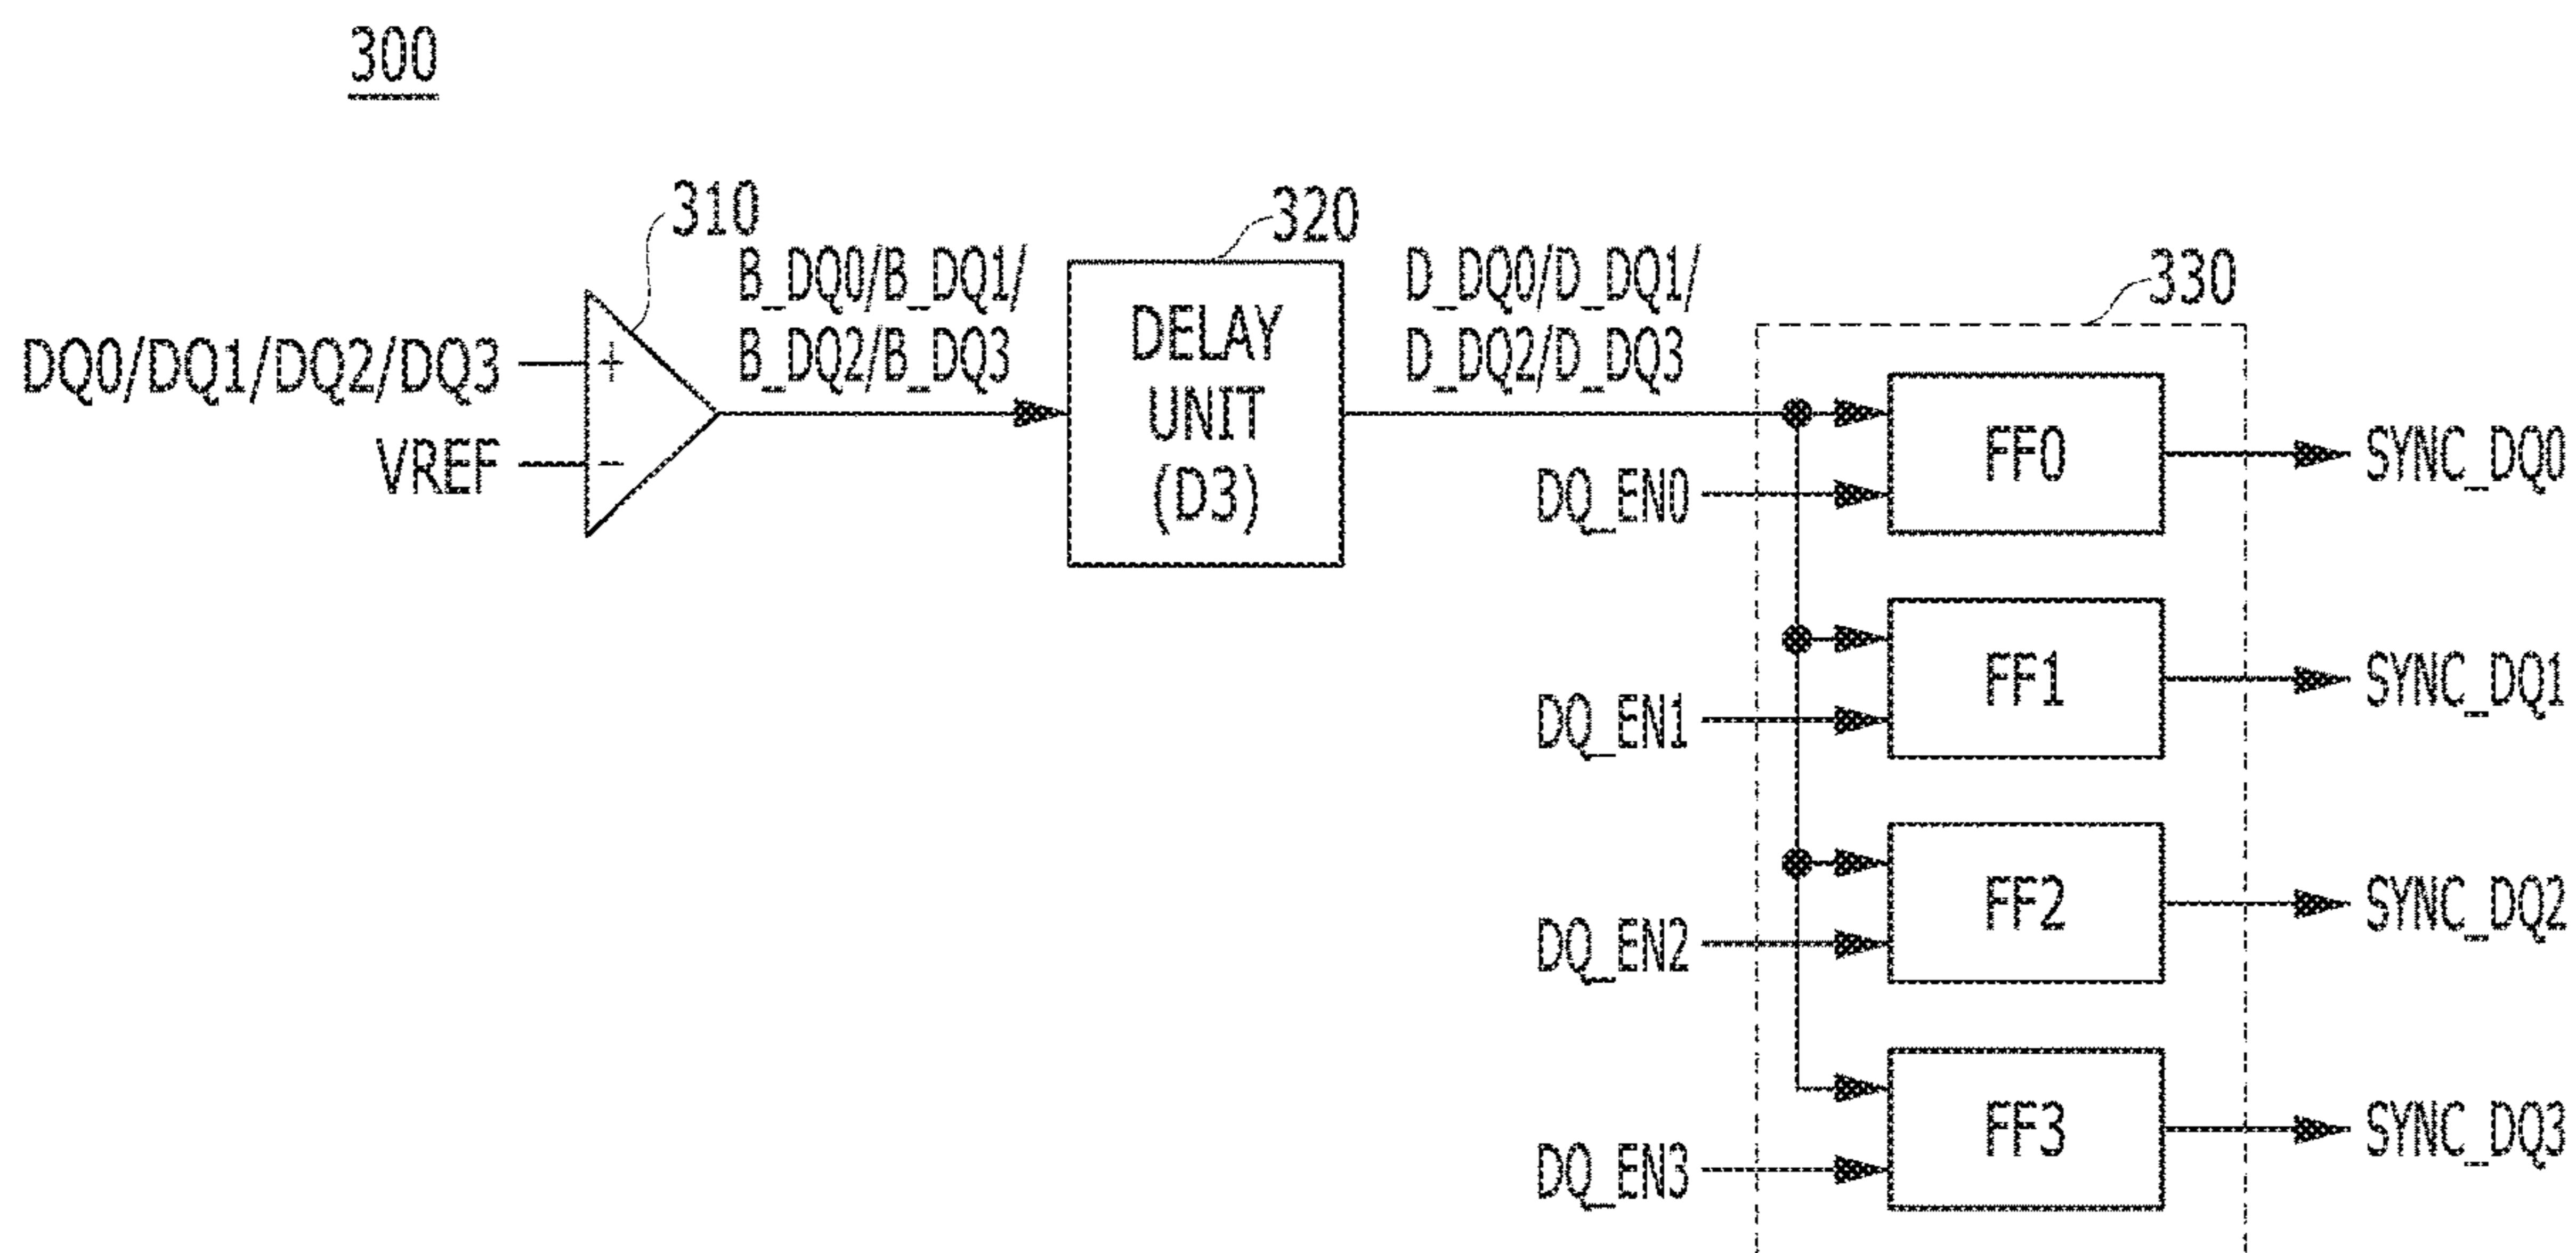 300
310
320
B_DQ0/B_DQ1/
B_DQ2/B_DQ3
D_DQ0/D_DQ1/
D_DQ2/D_DQ3
330
DQ0/DQ1/DQ2/DQ3
+
VREF
-
DELAY
UNIT
(D3)
FF0
DQ_EN0
SYNC_DQ0
FF1
DQ_EN1
SYNC_DQ1
FF2
DQ_EN2
SYNC_DQ2
FF3
DQ_EN3
SYNC_DQ3